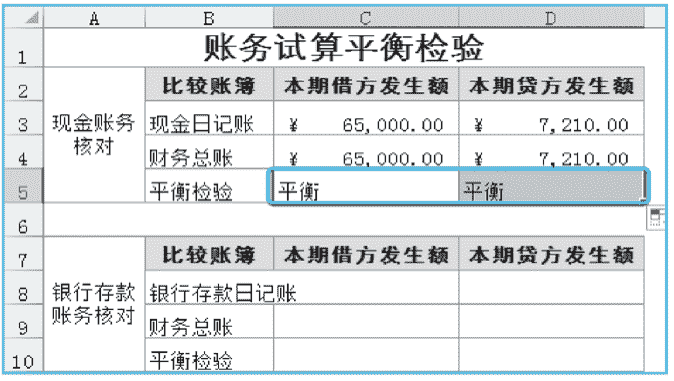 A B C D
1 账务试算平衡检验
2 比较账簿 本期借方发生额 本期贷方发生额
3 现金账务核对 现金日记账 ¥ 65,000.00 ¥ 7,210.00
4 财务总账 ¥ 65,000.00 ¥ 7,210.00
5 平衡检验 平衡 平衡
6
7 比较账簿 本期借方发生额 本期贷方发生额
8 银行存款账务核对 银行存款日记账
9 财务总账
10 平衡检验